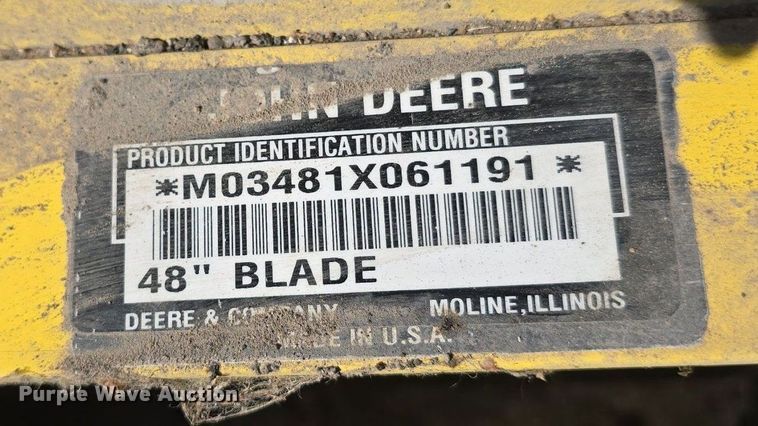 JOHN DEERE
PRODUCT IDENTIFICATION NUMBER
*M03481X061191*
48" BLADE
DEERE & COMPANY MOLINE, ILLINOIS
MADE IN U.S.A.
Purple Wave Auction